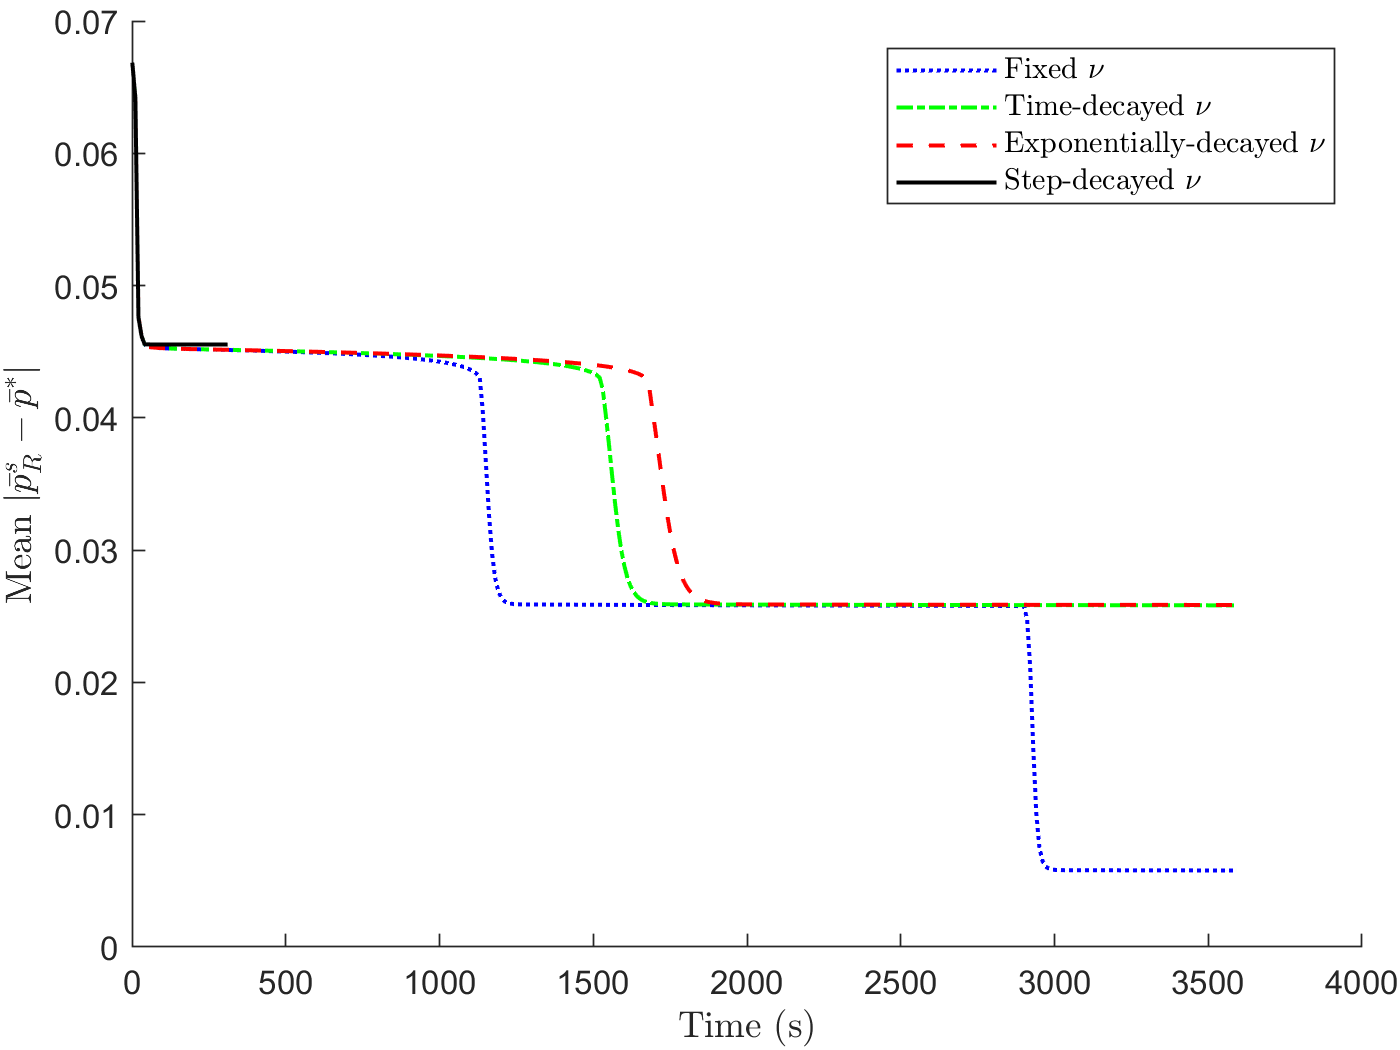 0.07
0.06
0.05
0.04
0.03
0.02
0.01
0
0 500 1000 1500 2000 2500 3000 3500 4000
Time (s)
Mean |p̄ˢ_R − p̄*|
Fixed ν
Time-decayed ν
Exponentially-decayed ν
Step-decayed ν